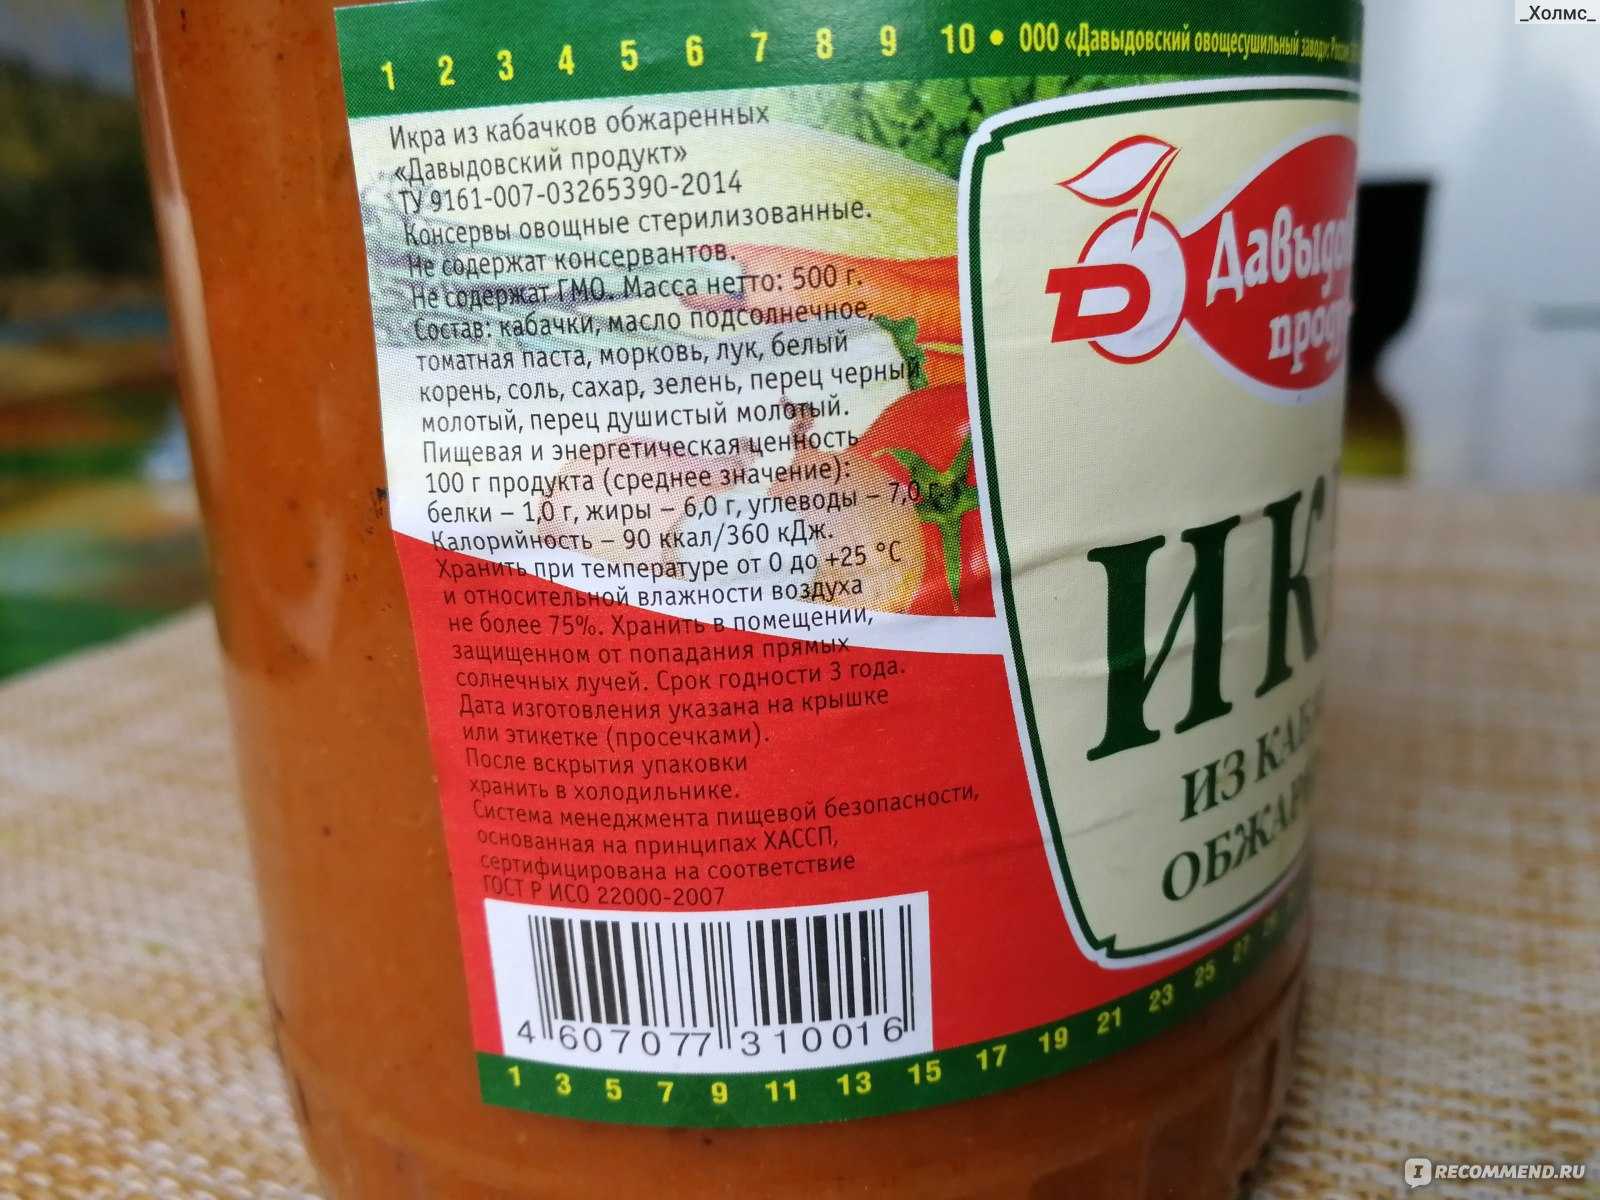 _Холмс_
1 2 3 4 5 6 7 8 9 10 • ООО «Давыдовский овощесушильный завод»: Россия
Икра из кабачков обжаренных
«Давыдовский продукт»
ТУ 9161-007-03265390-2014
Консервы овощные стерилизованные.
Не содержат консервантов.
Не содержат ГМО. Масса нетто: 500 г.
Состав: кабачки, масло подсолнечное,
томатная паста, морковь, лук, белый
корень, соль, сахар, зелень, перец черный
молотый, перец душистый молотый.
Пищевая и энергетическая ценность
100 г продукта (среднее значение):
белки – 1,0 г, жиры – 6,0 г, углеводы – 7,0 г.
Калорийность – 90 ккал/360 кДж.
Хранить при температуре от 0 до +25 °С
и относительной влажности воздуха
не более 75%. Хранить в помещении,
защищенном от попадания прямых
солнечных лучей. Срок годности 3 года.
Дата изготовления указана на крышке
или этикетке (просечками).
После вскрытия упаковки
хранить в холодильнике.
Система менеджмента пищевой безопасности,
основанная на принципах ХАССП,
сертифицирована на соответствие
ГОСТ Р ИСО 22000-2007
4 607077 310016
1 3 5 7 9 11 13 15 17 19 21 23 25 27
Давыдо
проду
ИК
ИЗ КАБ
ОБЖАР
IRECOMMEND.RU